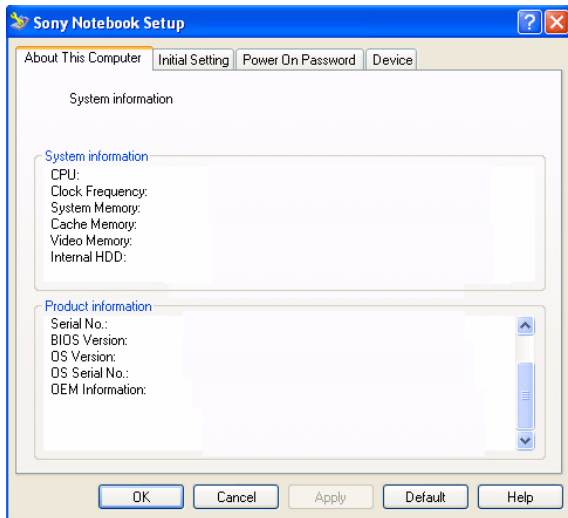 Sony Notebook Setup
About This Computer Initial Setting Power On Password Device
System information
System information
CPU:
Clock Frequency:
System Memory:
Cache Memory:
Video Memory:
Internal HDD:
Product information
Serial No.:
BIOS Version:
OS Version:
OS Serial No.:
OEM Information:
OK Cancel Apply Default Help